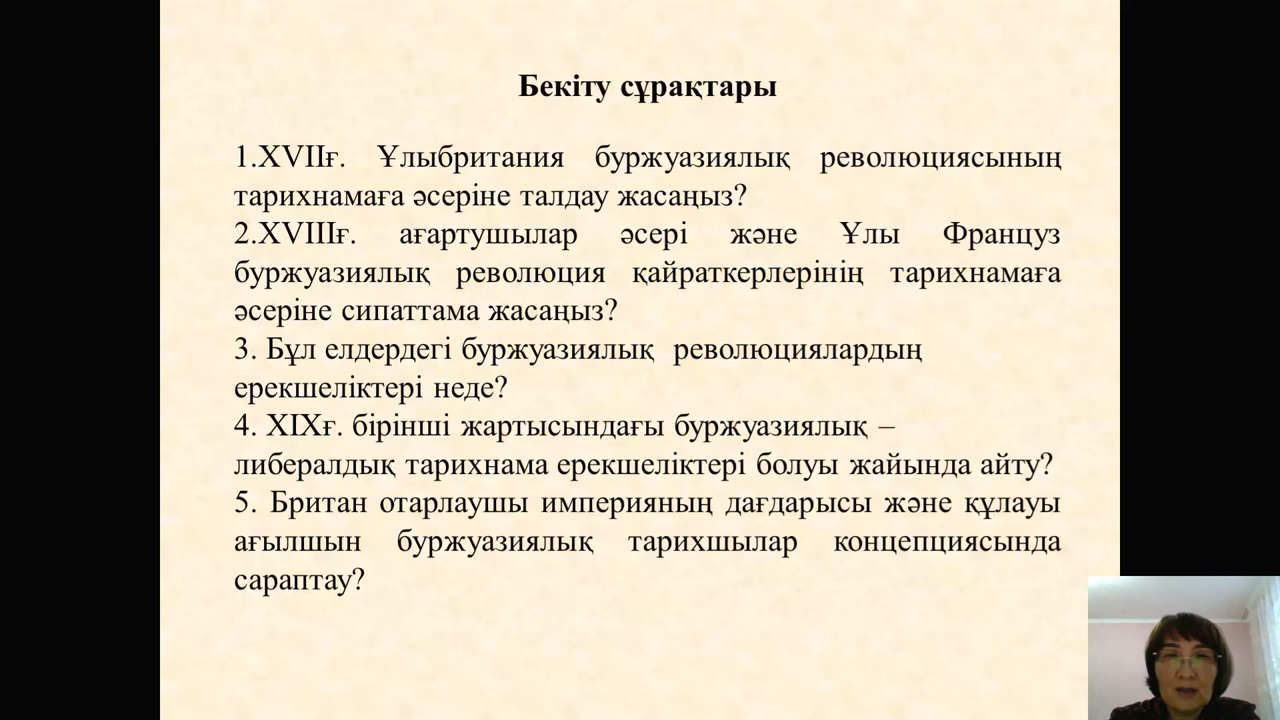 Бекіту сұрақтары
1.XVIIғ. Ұлыбритания буржуазиялық революциясының
тарихнамаға әсеріне талдау жасаңыз?
2.XVIIIғ. ағартушылар әсері және Ұлы Француз
буржуазиялық революция қайраткерлерінің тарихнамаға
әсеріне сипаттама жасаңыз?
3. Бұл елдердегі буржуазиялық революциялардың
ерекшеліктері неде?
4. XIXғ. бірінші жартысындағы буржуазиялық –
либералдық тарихнама ерекшеліктері болуы жайында айту?
5. Британ отарлаушы империяның дағдарысы және құлауы
ағылшын буржуазиялық тарихшылар концепциясында
сараптау?